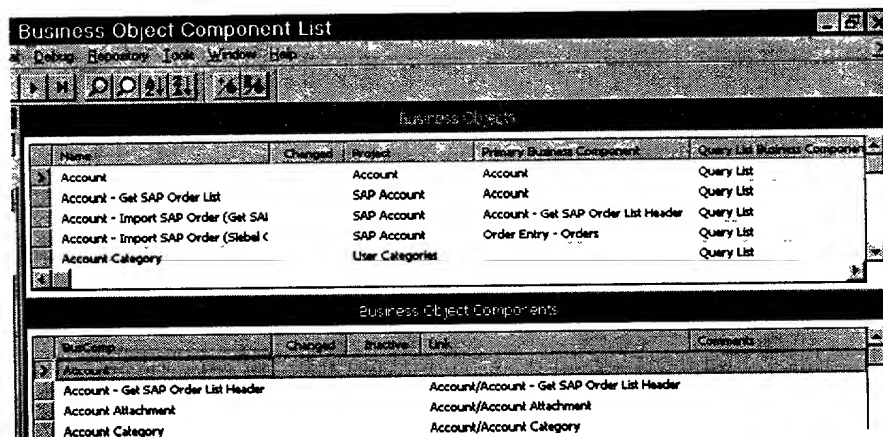 Business Object Component List
Debug Repository Tools Window Help
Business Objects
Name Changed Project Primary Business Component Query List Business Component
Account Account Account Query List
Account - Get SAP Order List SAP Account Account Query List
Account - Import SAP Order (Get SAI SAP Account Account - Get SAP Order List Header Query List
Account - Import SAP Order (Siebel C SAP Account Order Entry - Orders Query List
Account Category User Categories Query List
Business Object Components
BusComp Changed Inactive Link Comments
Account
Account - Get SAP Order List Header Account/Account - Get SAP Order List Header
Account Attachment Account/Account Attachment
Account Category Account/Account Category